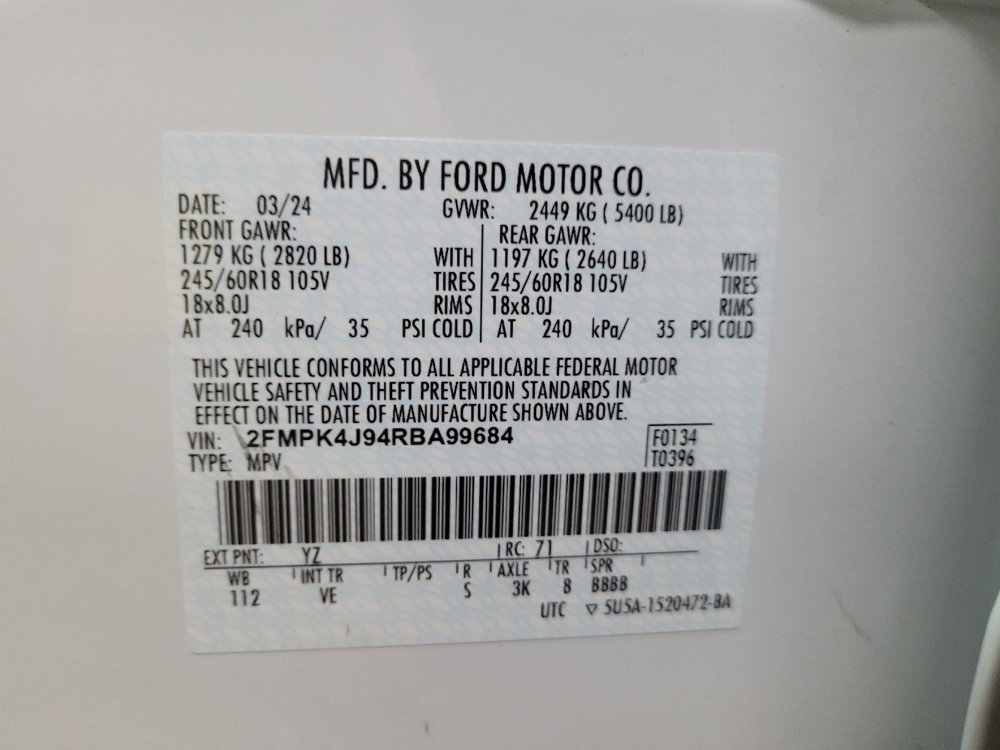 MFD. BY FORD MOTOR CO.
DATE: 03/24 GVWR: 2449 KG ( 5400 LB)
FRONT GAWR: REAR GAWR:
1279 KG ( 2820 LB) WITH 1197 KG ( 2640 LB) WITH
245/60R18 105V TIRES 245/60R18 105V TIRES
18x8.0J RIMS 18x8.0J RIMS
AT 240 kPa/ 35 PSI COLD AT 240 kPa/ 35 PSI COLD
THIS VEHICLE CONFORMS TO ALL APPLICABLE FEDERAL MOTOR
VEHICLE SAFETY AND THEFT PREVENTION STANDARDS IN
EFFECT ON THE DATE OF MANUFACTURE SHOWN ABOVE.
VIN: 2FMPK4J94RBA99684 F0134
TYPE: MPV T0396
EXT PNT: YZ RC: 71 DSO:
WB INT TR TP/PS R AXLE TR SPR
112 VE S 3K 8 BBBB
UTC ▽ 5U5A-1520472-BA